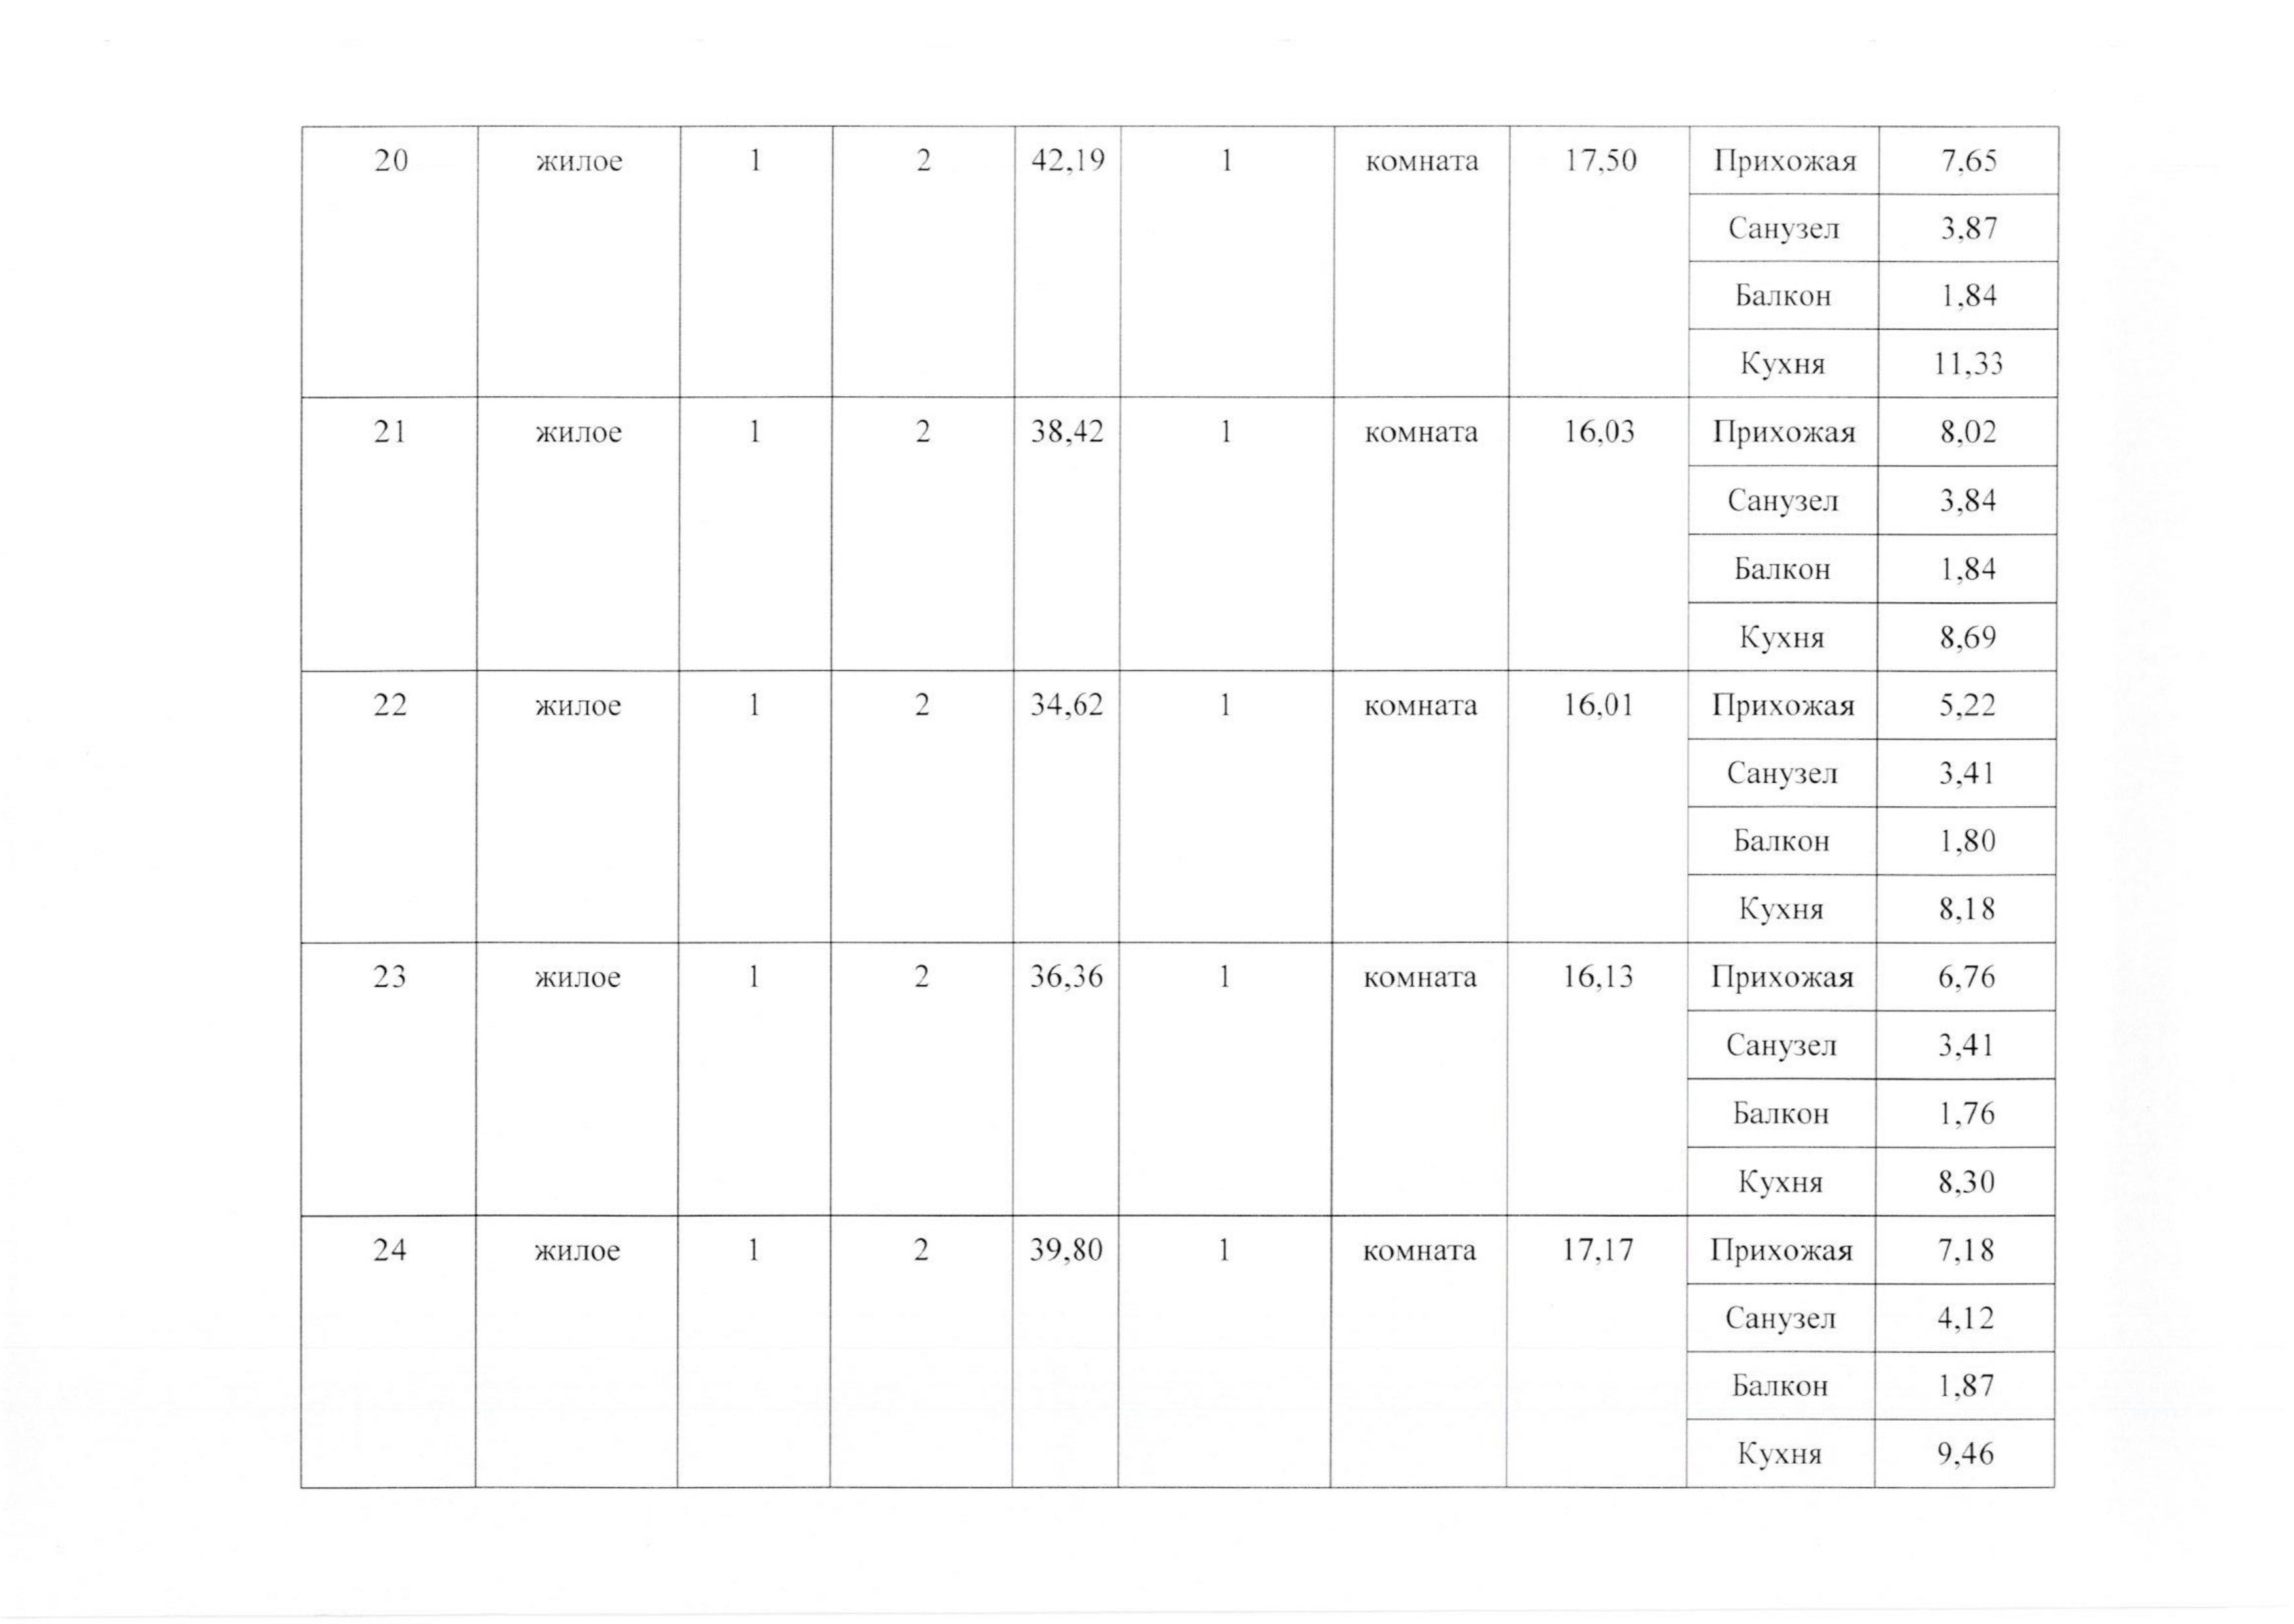 20 жилое 1 2 42,19 1 комната 17,50 Прихожая 7,65
Санузел 3,87
Балкон 1,84
Кухня 11,33
21 жилое 1 2 38,42 1 комната 16,03 Прихожая 8,02
Санузел 3,84
Балкон 1,84
Кухня 8,69
22 жилое 1 2 34,62 1 комната 16,01 Прихожая 5,22
Санузел 3,41
Балкон 1,80
Кухня 8,18
23 жилое 1 2 36,36 1 комната 16,13 Прихожая 6,76
Санузел 3,41
Балкон 1,76
Кухня 8,30
24 жилое 1 2 39,80 1 комната 17,17 Прихожая 7,18
Санузел 4,12
Балкон 1,87
Кухня 9,46